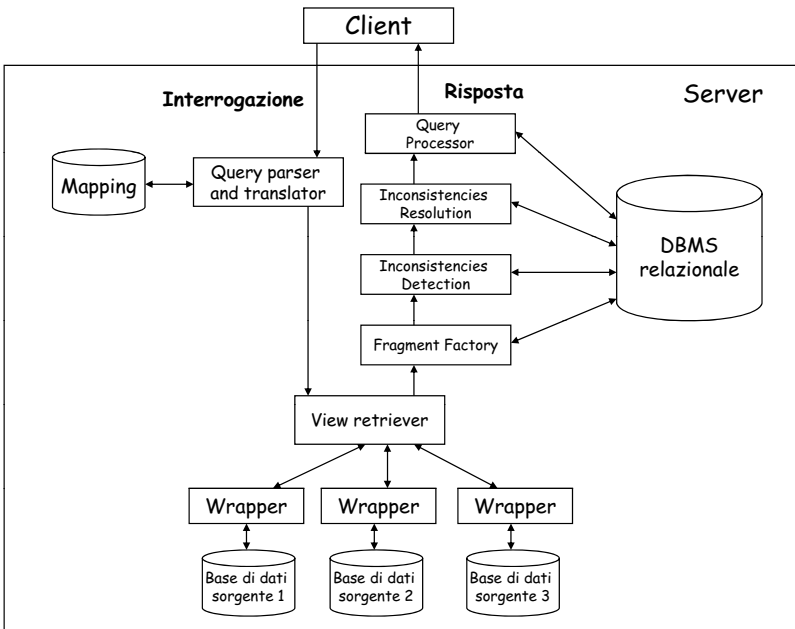 Client
Interrogazione
Risposta
Server
Query
Processor
Mapping
Query parser
and translator
Inconsistencies
Resolution
DBMS
relazionale
Inconsistencies
Detection
Fragment Factory
View retriever
Wrapper
Wrapper
Wrapper
Base di dati
sorgente 1
Base di dati
sorgente 2
Base di dati
sorgente 3